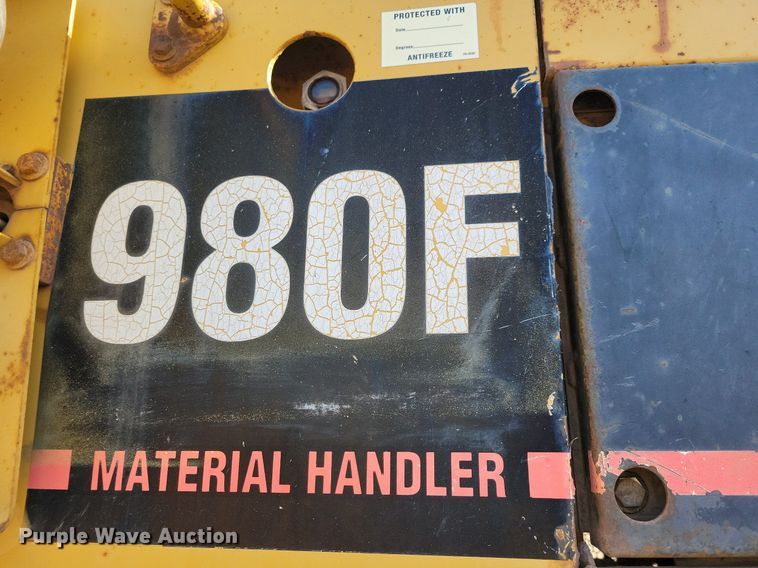 PROTECTED WITH
Date
Degrees
ANTIFREEZE
980F
MATERIAL HANDLER
Purple Wave Auction